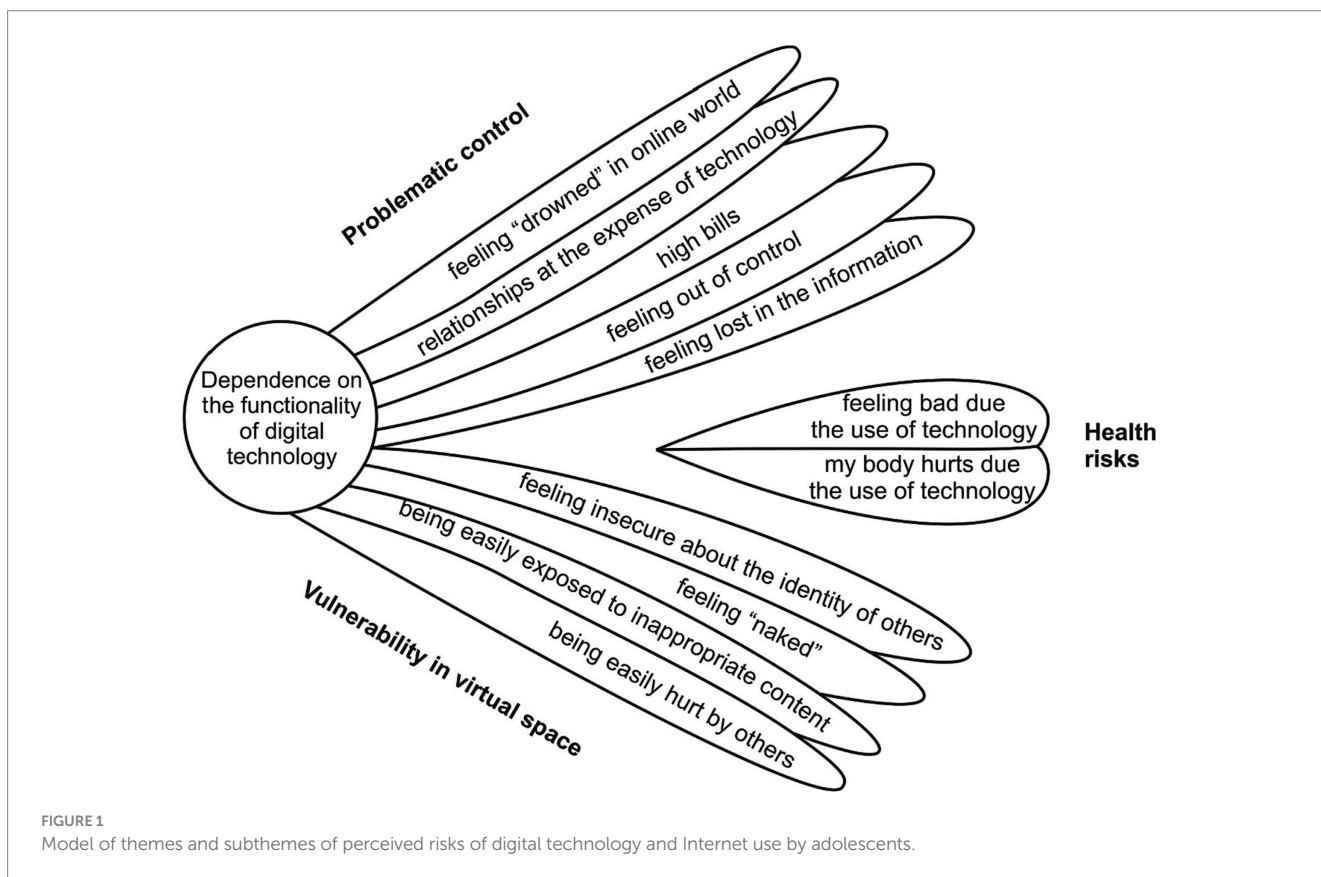 Problematic control
feeling “drowned” in online world
relationships at the expense of technology
high bills
feeling out of control
feeling lost in the information
Dependence on
the functionality
of digital
technology
feeling bad due
the use of technology
my body hurts due
the use of technology
Health
risks
feeling insecure about the identity of others
feeling “naked”
being easily exposed to inappropriate content
being easily hurt by others
Vulnerability in virtual space
FIGURE 1
Model of themes and subthemes of perceived risks of digital technology and Internet use by adolescents.